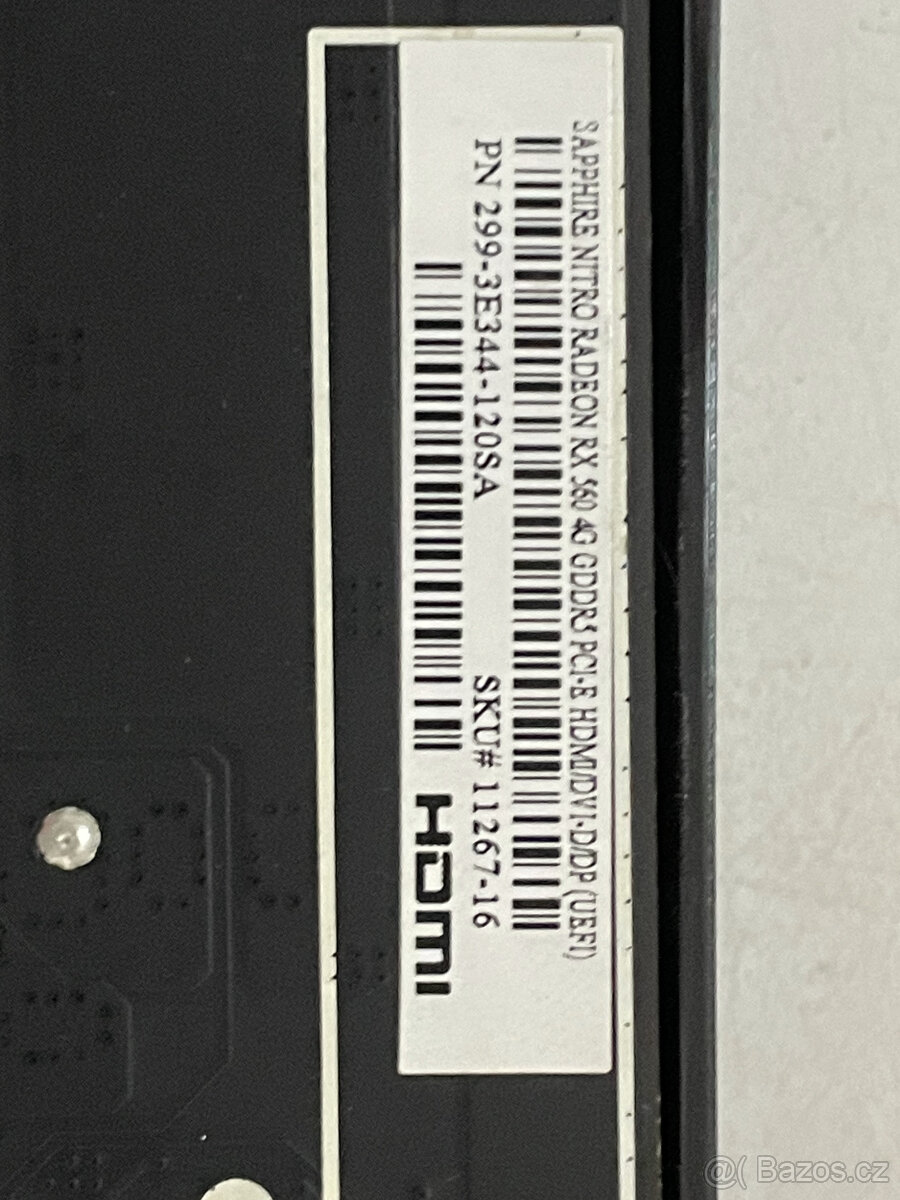 SAPPHIRE NITRO RADEON RX 560 4G GDDR5 PCI-E HDMI/DVI-D/DP (UEFI)
PN 299-3E344-120SA SKU# 11267-16
HDMI
@( Bazos.cz